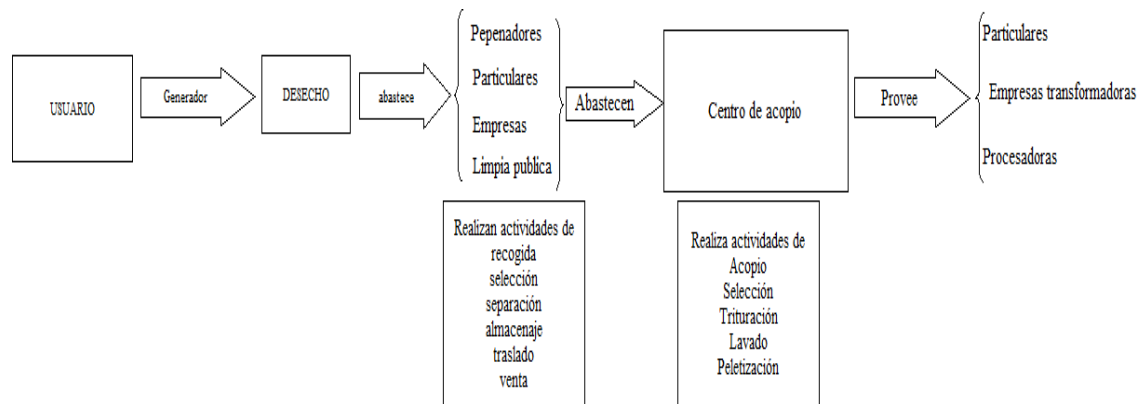 USUARIO
Generador
DESECHO
abastece
Pepenadores
Particulares
Empresas
Limpia publica
Abastecen
Centro de acopio
Provee
Particulares
Empresas transformadoras
Procesadoras
Realizan actividades de
recogida
selección
separación
almacenaje
traslado
venta
Realiza actividades de
Acopio
Selección
Trituración
Lavado
Peletización